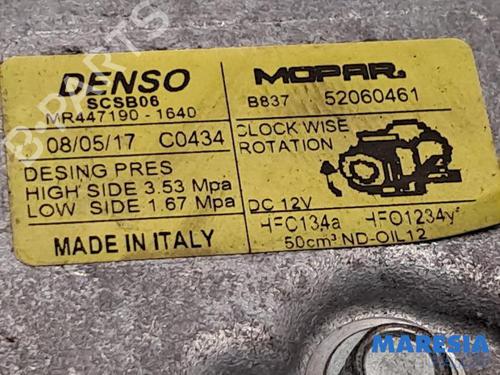 DENSO
SCSB06
MR447190-1640
08/05/17 C0434
DESING PRES
HIGH SIDE 3.53 Mpa
LOW SIDE 1.67 Mpa
MADE IN ITALY
MOPAR.
B837 52060461
CLOCK WISE
ROTATION
DC 12V
HFC134a HFO1234yf
50cm³ ND-OIL12
B-PARTS
MARESIA